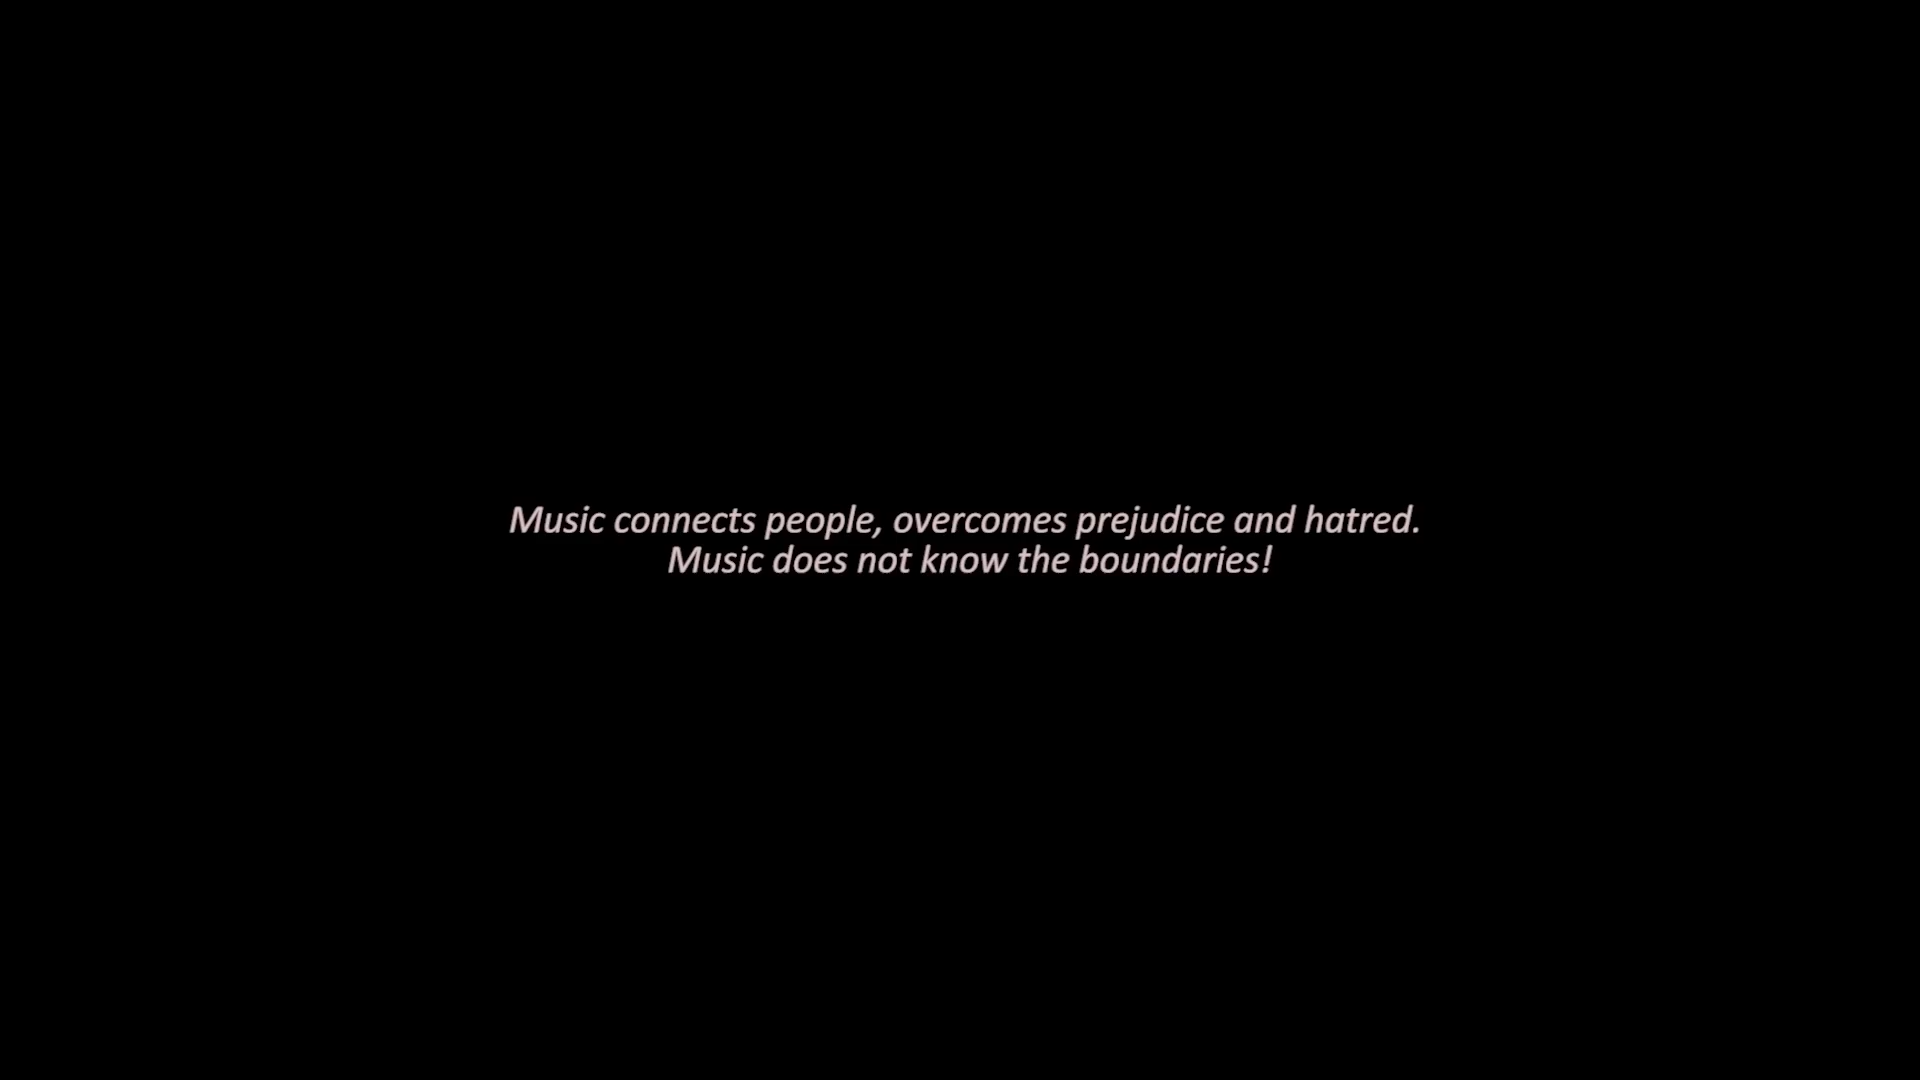 Music connects people, overcomes prejudice and hatred.
Music does not know the boundaries!